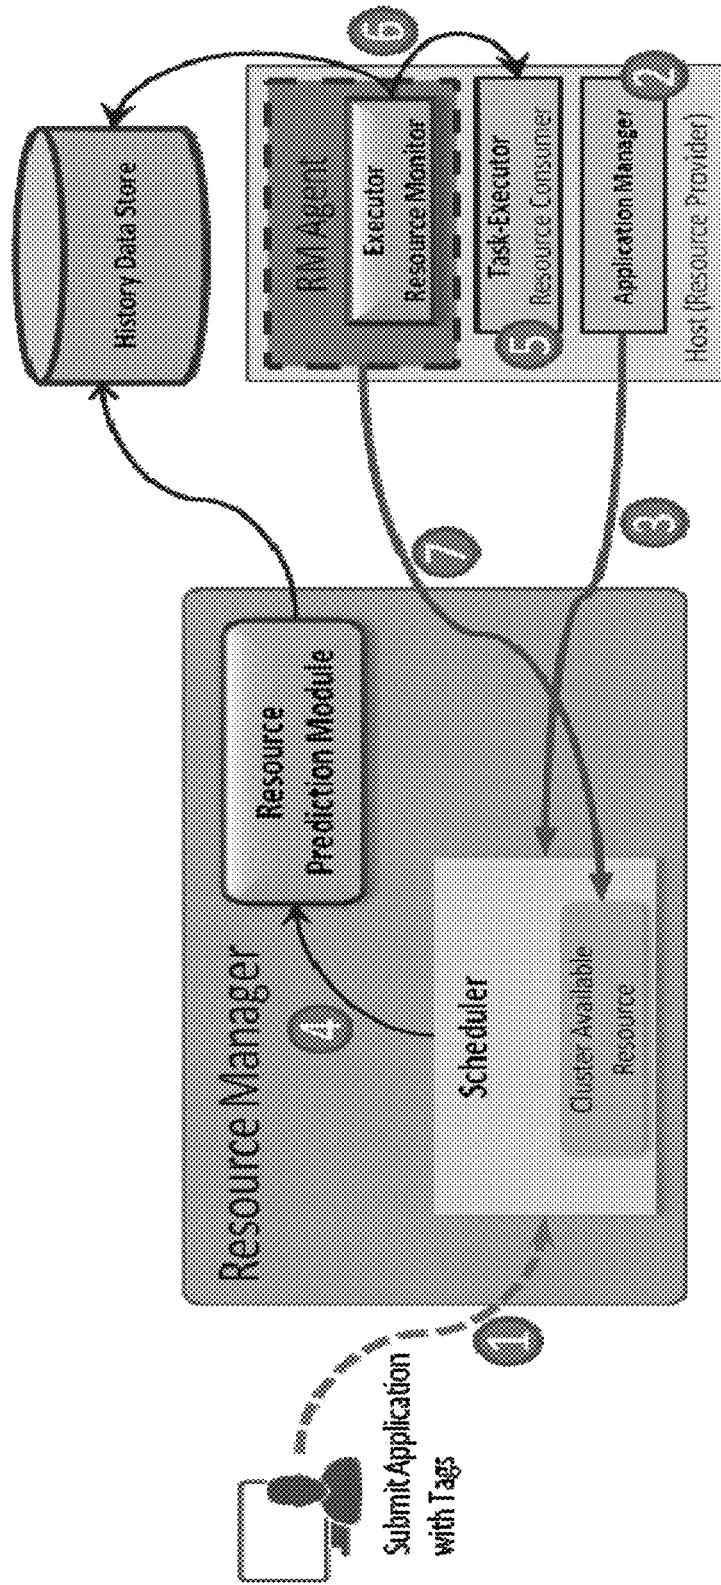 Submit Application
with Tags
1
Resource Manager
4
Resource
Prediction Module
Scheduler
Cluster Available
Resource
7
3
History Data Store
6
RM Agent
Executor
Resource Monitor
Task-Executor
Resource Consumer
5
Application Manager
2
Host (Resource Provider)